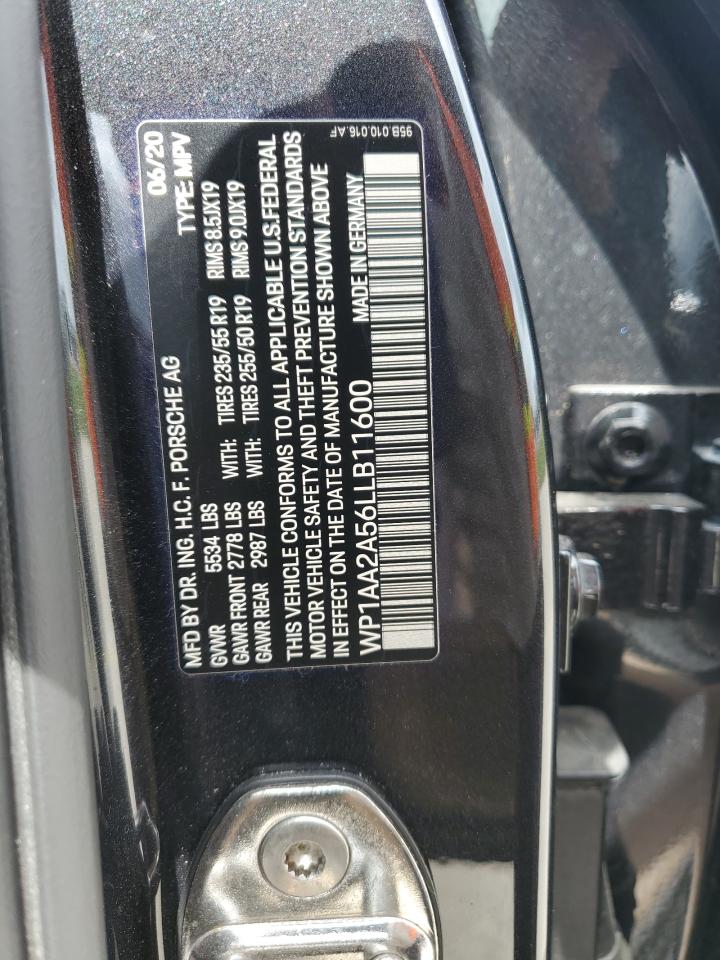 MFD BY DR. ING. H.C. F. PORSCHE AG 06/20
GVWR 5534 LBS TYPE: MPV
GAWR FRONT 2778 LBS WITH: TIRES 235/55 R19 RIMS 8.5JX19
GAWR REAR 2987 LBS WITH: TIRES 255/50 R19 RIMS 9.0JX19
THIS VEHICLE CONFORMS TO ALL APPLICABLE U.S.FEDERAL
MOTOR VEHICLE SAFETY AND THEFT PREVENTION STANDARDS
IN EFFECT ON THE DATE OF MANUFACTURE SHOWN ABOVE
WP1AA2A56LLB11600 MADE IN GERMANY
95B.010.016.AF